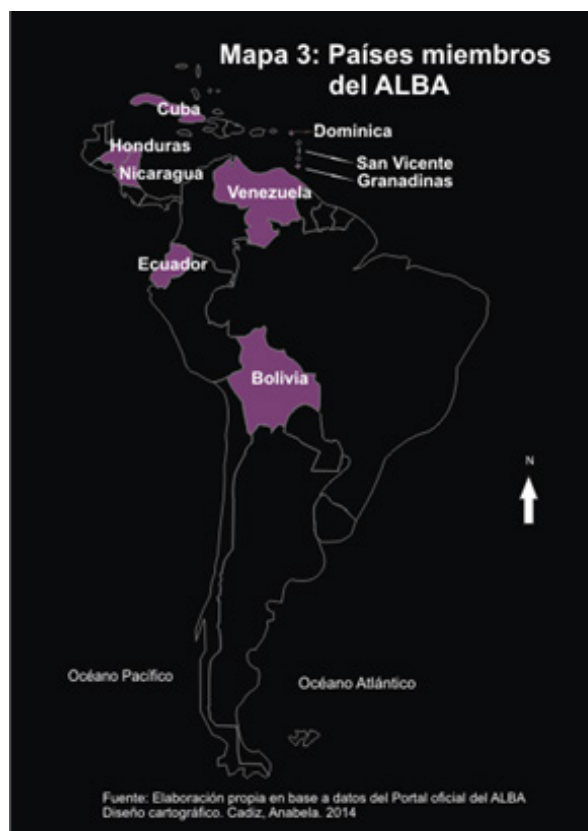 Mapa 3: Países miembros
del ALBA
Cuba
Dominica
Honduras
San Vicente
Nicaragua
Granadinas
Venezuela
Ecuador
Bolivia
N
Océano Pacífico
Océano Atlántico
Fuente: Elaboración propia en base a datos del Portal oficial del ALBA
Diseño cartográfico. Cadiz, Anabela. 2014